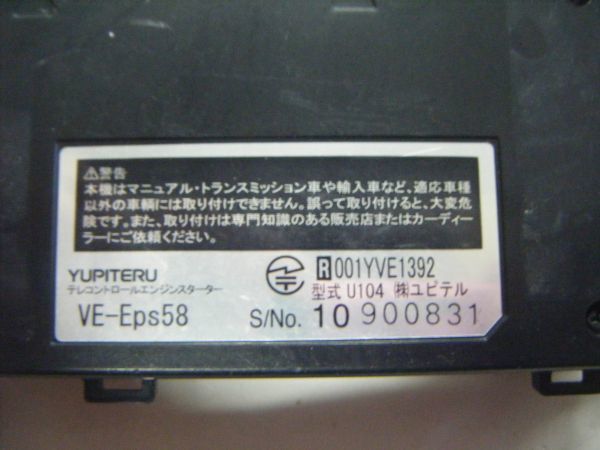 ⚠警告
本機はマニュアル・トランスミッション車や輸入車など、適応車種
以外の車輌には取り付けできません。誤って取り付けると、大変危
険です。また、取り付けは専門知識のある販売店またはカーディー
ラーにご依頼ください。
YUPITERU
テレコントロールエンジンスターター
VE-Eps58
R 001YVE1392
型式 U104 ㈱ユピテル
S/No. 10900831